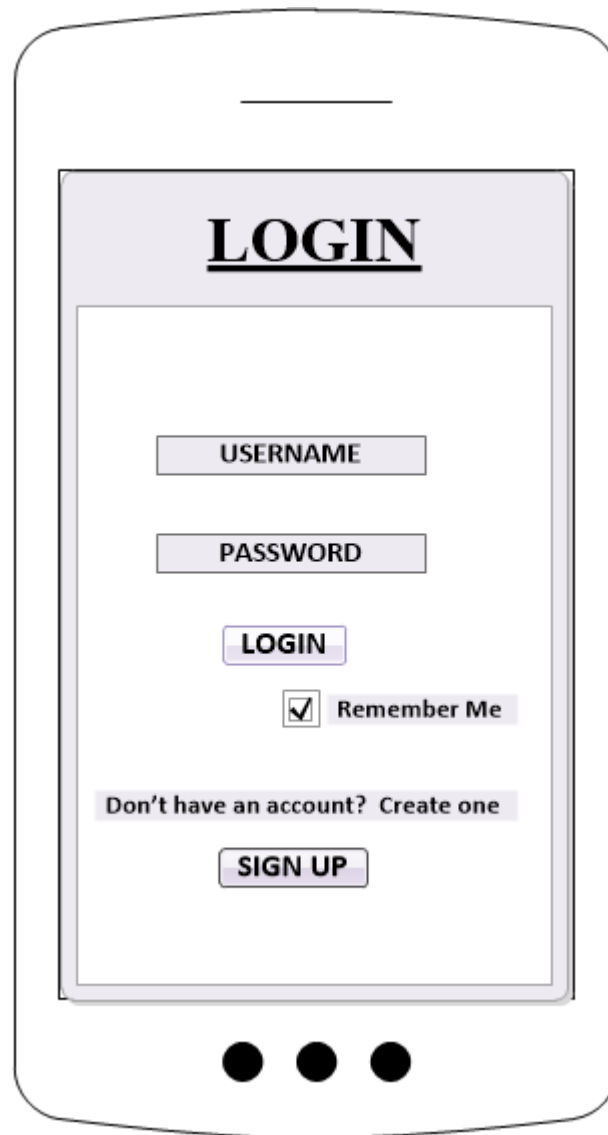 LOGIN
USERNAME
PASSWORD
LOGIN
Remember Me
Don't have an account? Create one
SIGN UP